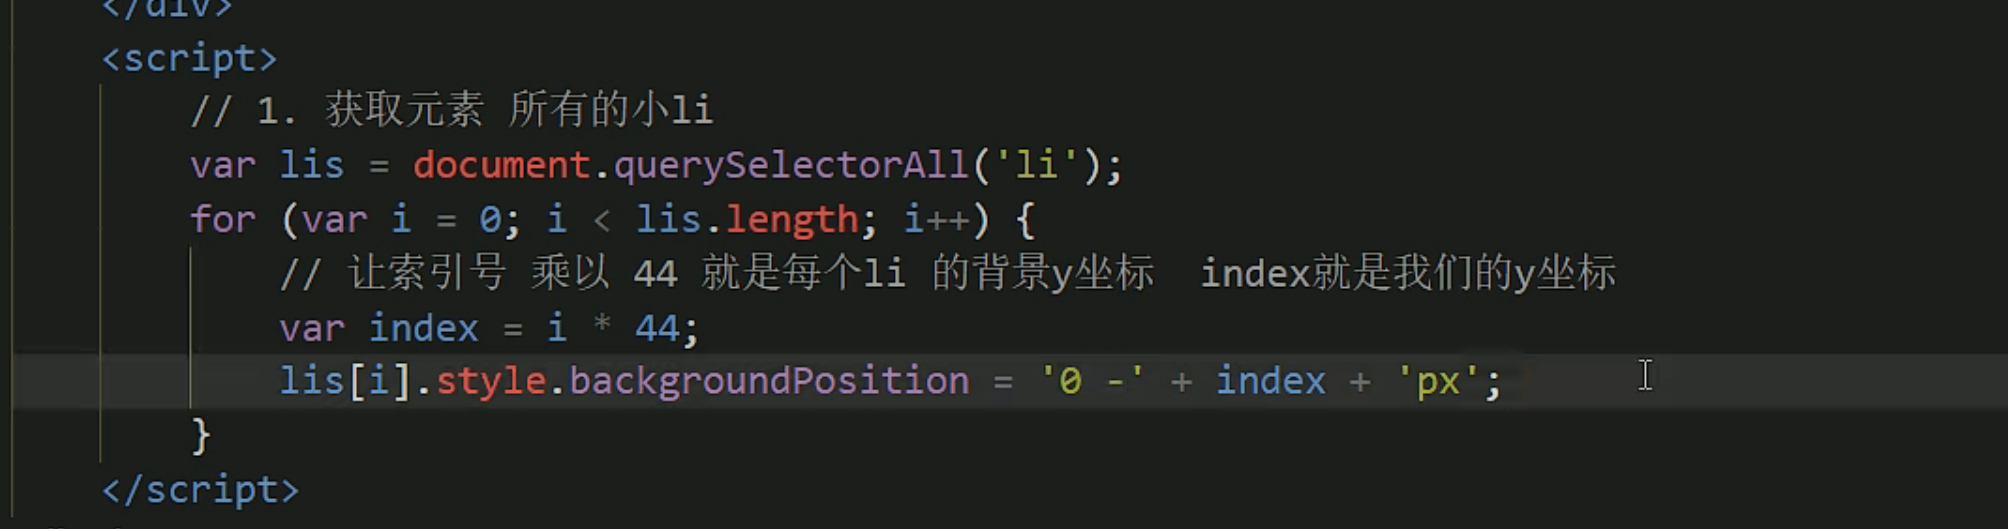 </div>
<script>
// 1. 获取元素 所有的小li
var lis = document.querySelectorAll('li');
for (var i = 0; i < lis.length; i++) {
// 让索引号 乘以 44 就是每个li 的背景y坐标  index就是我们的y坐标
var index = i * 44;
lis[i].style.backgroundPosition = '0 -' + index + 'px';
}
</script>